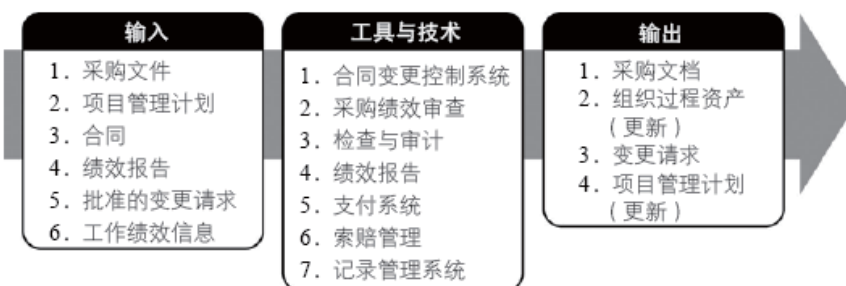 输入
1. 采购文件
2. 项目管理计划
3. 合同
4. 绩效报告
5. 批准的变更请求
6. 工作绩效信息
工具与技术
1. 合同变更控制系统
2. 采购绩效审查
3. 检查与审计
4. 绩效报告
5. 支付系统
6. 索赔管理
7. 记录管理系统
输出
1. 采购文档
2. 组织过程资产
（更新）
3. 变更请求
4. 项目管理计划
（更新）